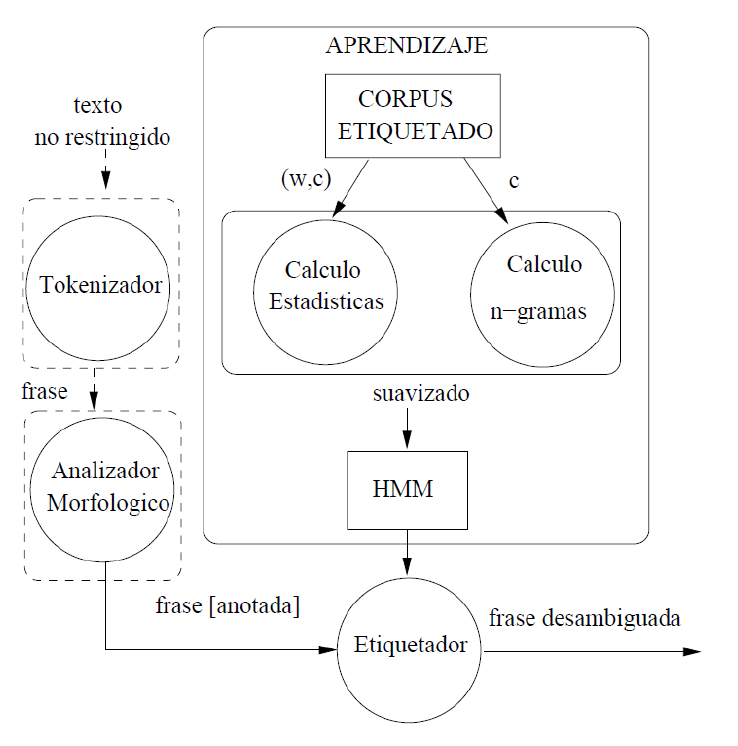 APRENDIZAJE
CORPUS
ETIQUETADO
texto
no restringido
(w,c)
c
Tokenizador
Calculo
Estadisticas
Calculo
n−gramas
frase
suavizado
Analizador
Morfologico
HMM
frase [anotada]
Etiquetador
frase desambiguada